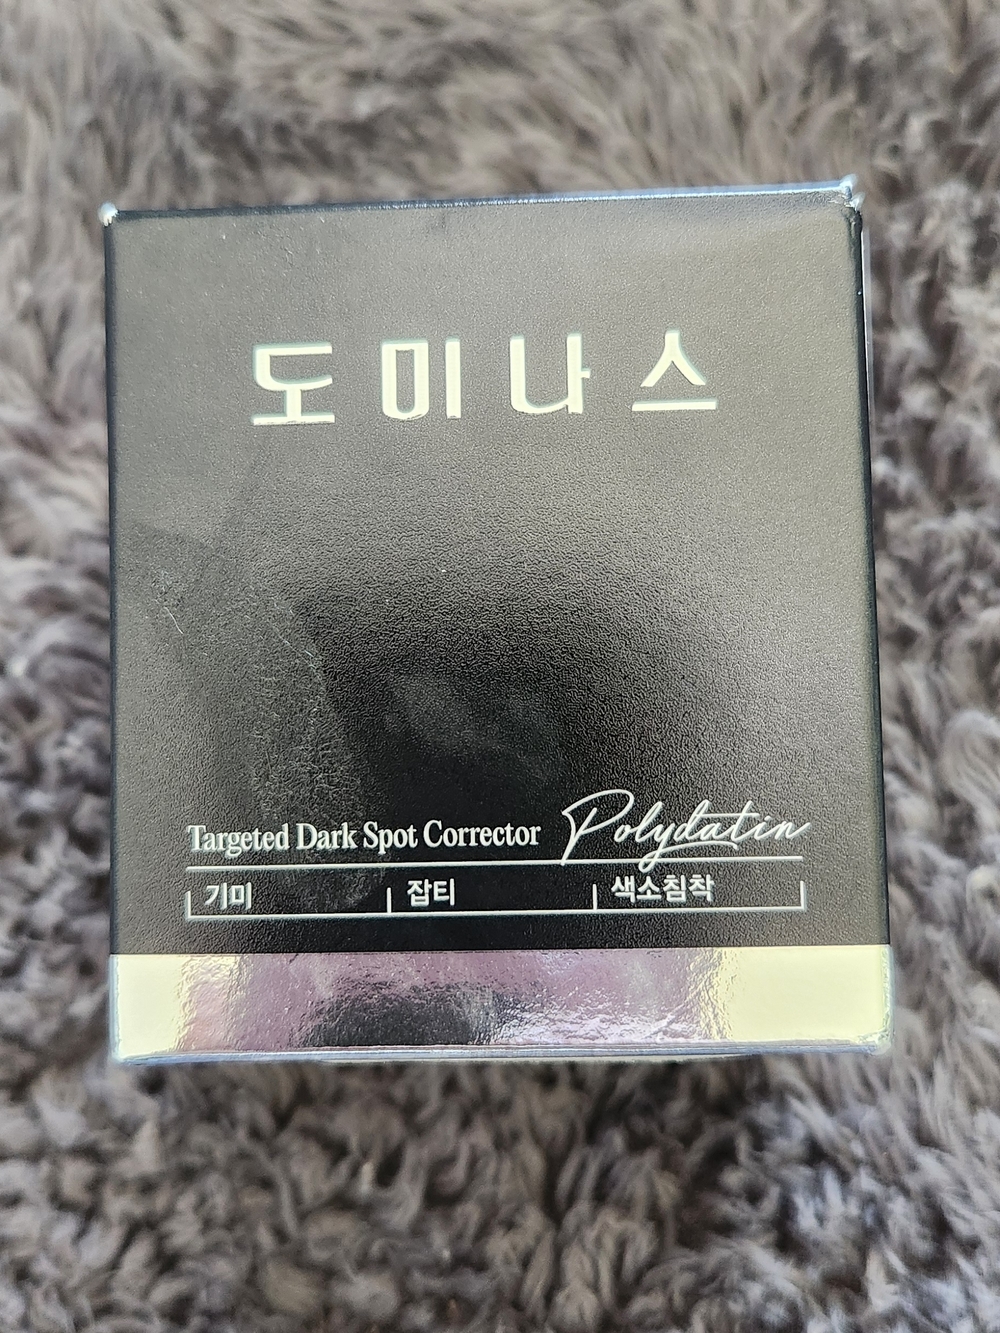 도미나스
Targeted Dark Spot Corrector Polydatin
기미 잡티 색소침착